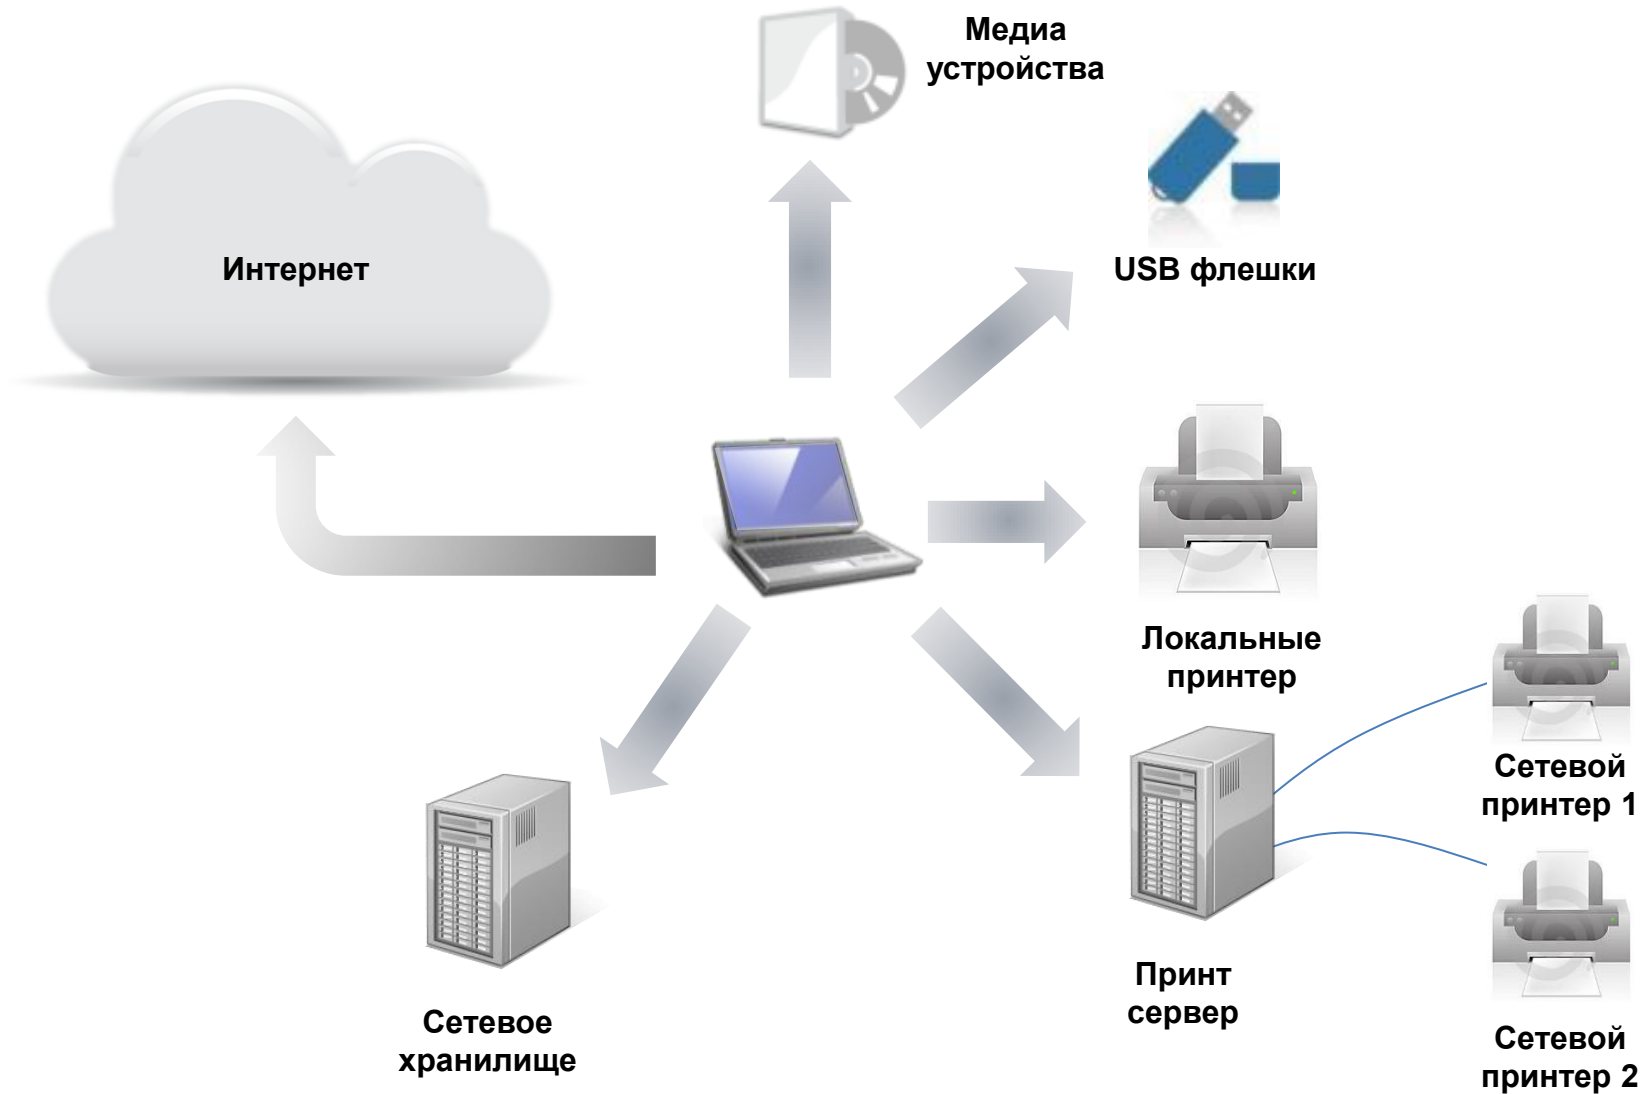 Медиа
устройства
Интернет
USB флешки
Локальные
принтер
Сетевой
принтер 1
Принт
сервер
Сетевое
хранилище
Сетевой
принтер 2